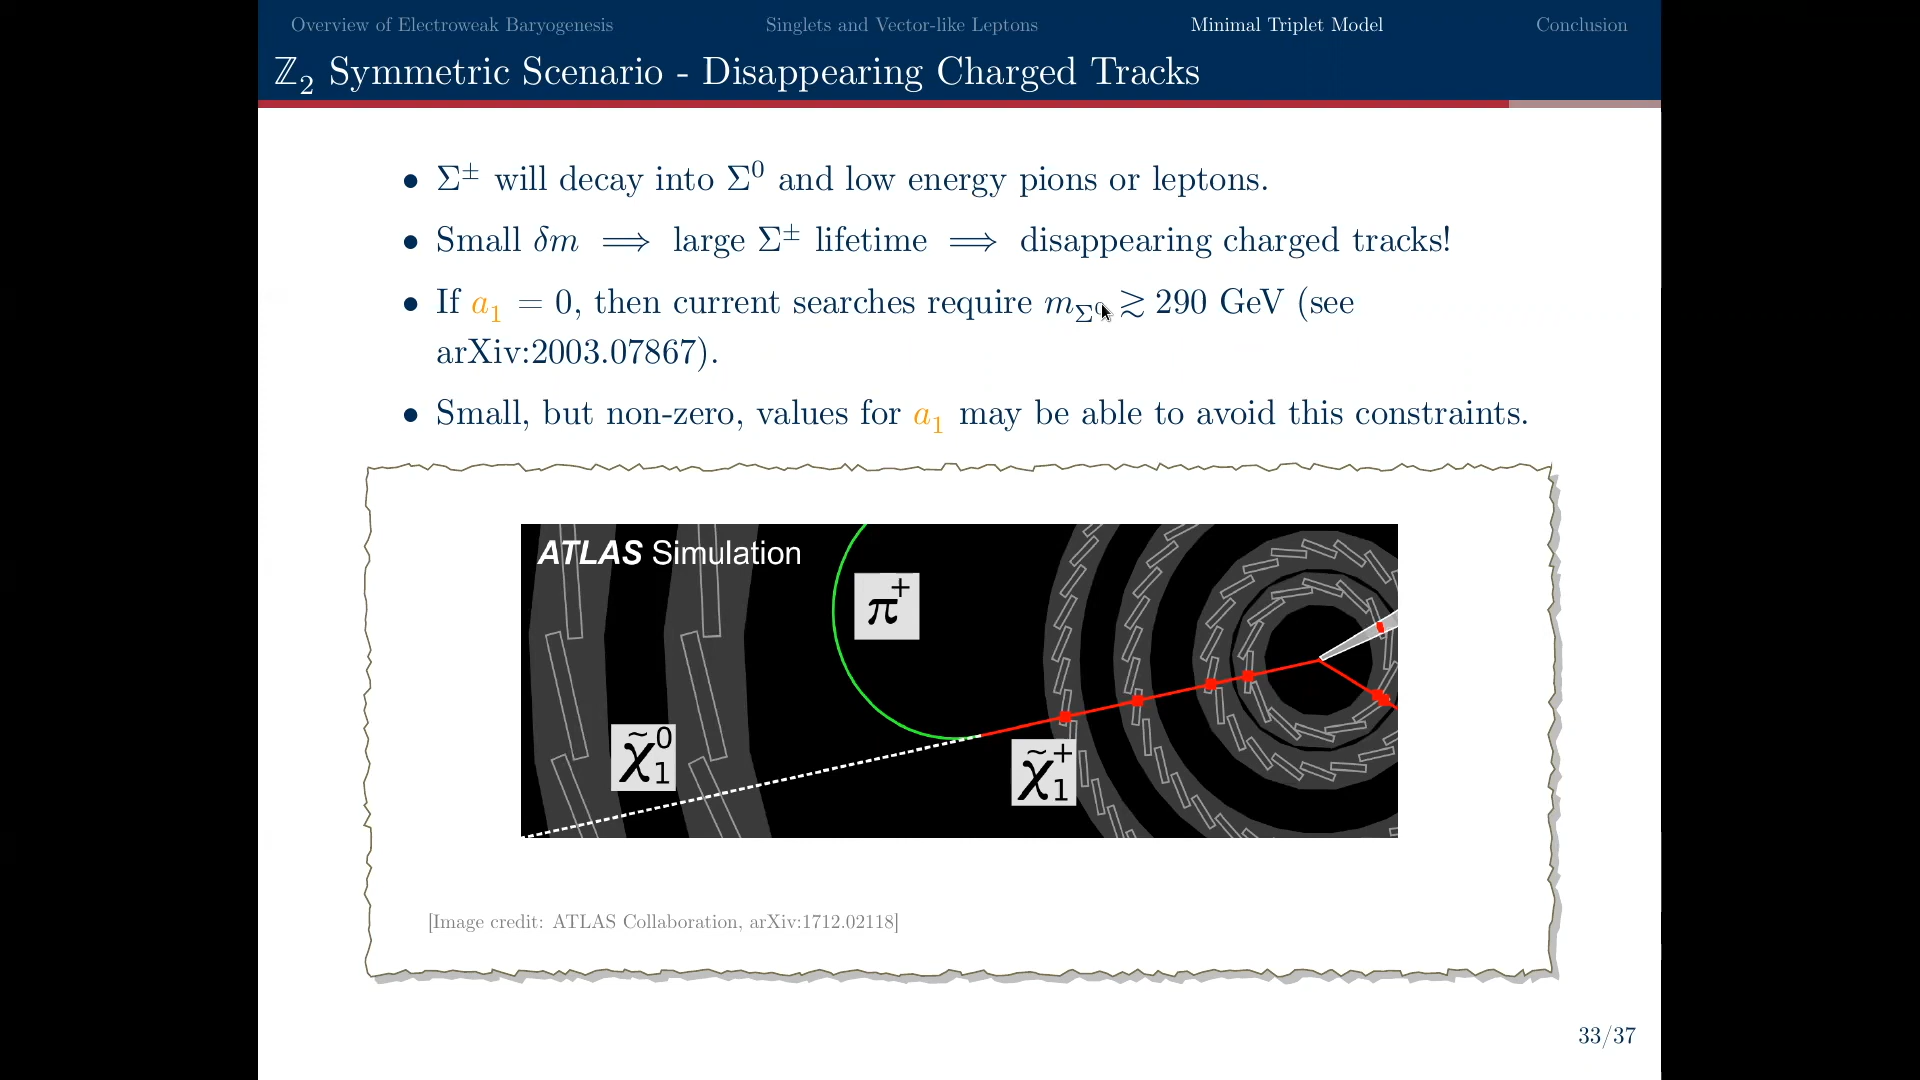 Overview of Electroweak Baryogenesis Singlets and Vector-like Leptons Minimal Triplet Model Conclusion
ℤ₂ Symmetric Scenario - Disappearing Charged Tracks
• Σ± will decay into Σ⁰ and low energy pions or leptons.
• Small δm ⟹ large Σ± lifetime ⟹ disappearing charged tracks!
• If a₁ = 0, then current searches require m_Σ⁰ ≳ 290 GeV (see
arXiv:2003.07867).
• Small, but non-zero, values for a₁ may be able to avoid this constraints.
ATLAS Simulation
π⁺
χ̃⁰₁
χ̃⁺₁
[Image credit: ATLAS Collaboration, arXiv:1712.02118]
33/37